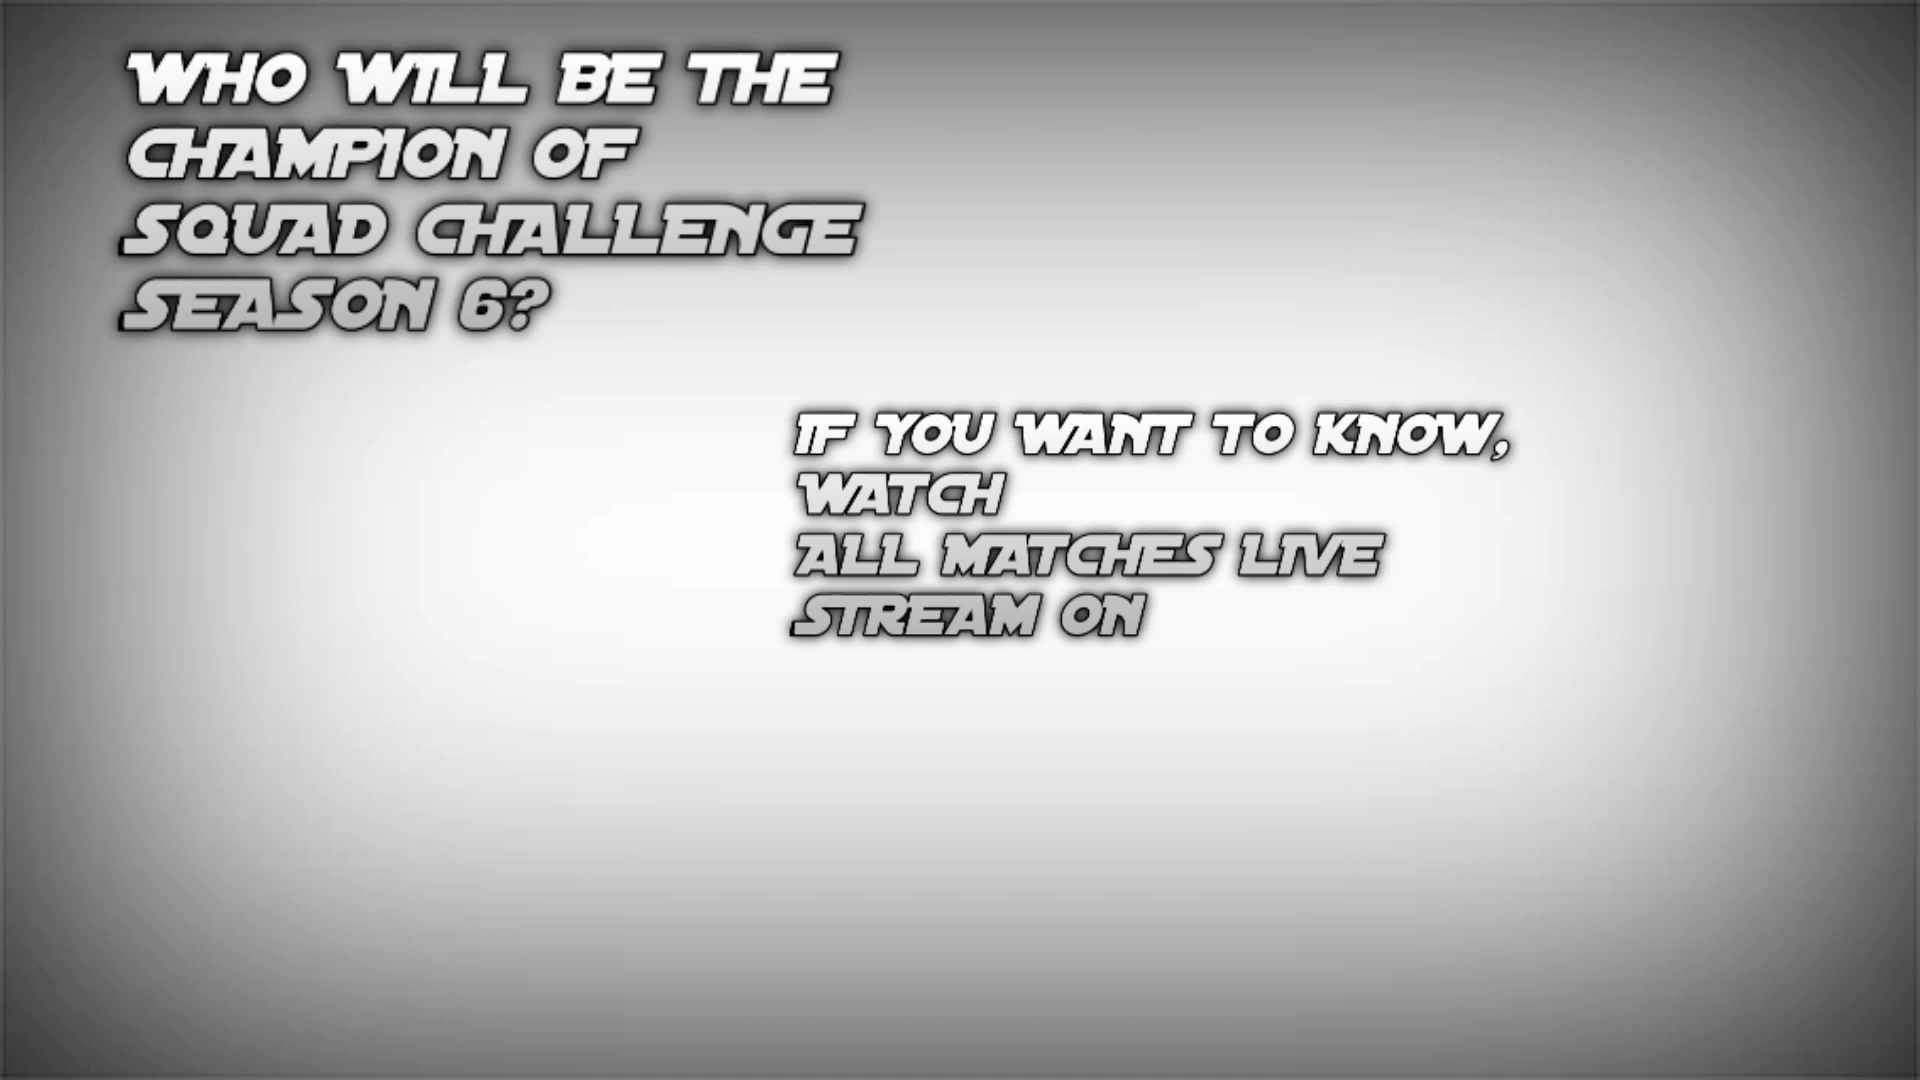 WHO WILL BE THE
CHAMPION OF
SQUAD CHALLENGE
SEASON 6?
IF YOU WANT TO KNOW,
WATCH
ALL MATCHES LIVE
STREAM ON